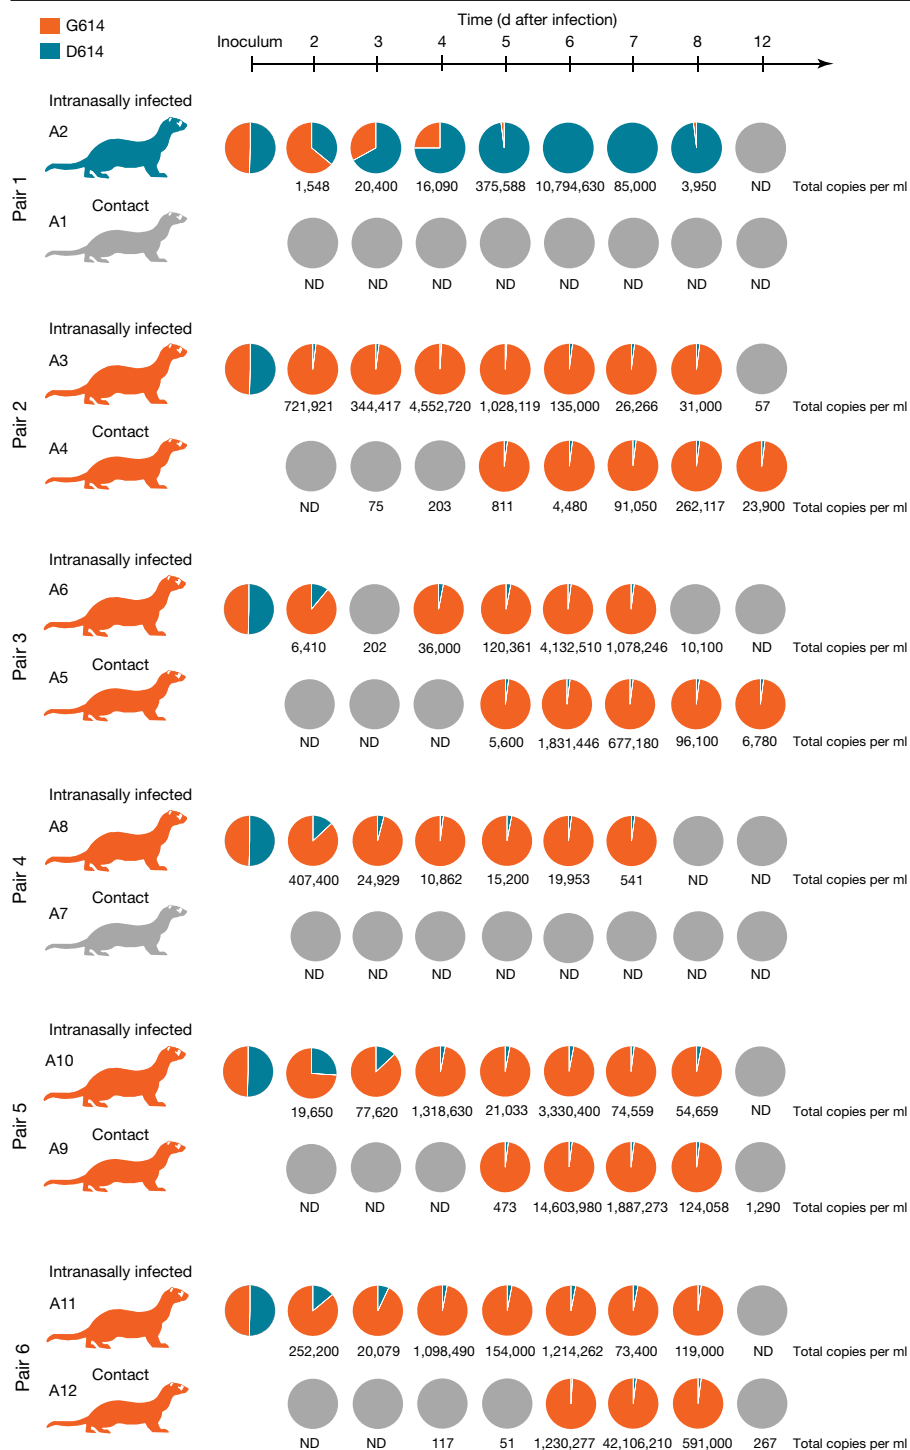 G614
D614
Time (d after infection)
Inoculum 2 3 4 5 6 7 8 12
Pair 1
Intranasally infected
A2
1,548 20,400 16,090 375,588 10,794,630 85,000 3,950 ND Total copies per ml
Contact
A1
ND ND ND ND ND ND ND ND
Pair 2
Intranasally infected
A3
721,921 344,417 4,552,720 1,028,119 135,000 26,266 31,000 57 Total copies per ml
Contact
A4
ND 75 203 811 4,480 91,050 262,117 23,900 Total copies per ml
Pair 3
Intranasally infected
A6
6,410 202 36,000 120,361 4,132,510 1,078,246 10,100 ND Total copies per ml
Contact
A5
ND ND ND 5,600 1,831,446 677,180 96,100 6,780 Total copies per ml
Pair 4
Intranasally infected
A8
407,400 24,929 10,862 15,200 19,953 541 ND ND Total copies per ml
Contact
A7
ND ND ND ND ND ND ND ND
Pair 5
Intranasally infected
A10
19,650 77,620 1,318,630 21,033 3,330,400 74,559 54,659 ND Total copies per ml
Contact
A9
ND ND ND 473 14,603,980 1,887,273 124,058 1,290 Total copies per ml
Pair 6
Intranasally infected
A11
252,200 20,079 1,098,490 154,000 1,214,262 73,400 119,000 ND Total copies per ml
Contact
A12
ND ND 117 51 1,230,277 42,106,210 591,000 267 Total copies per ml